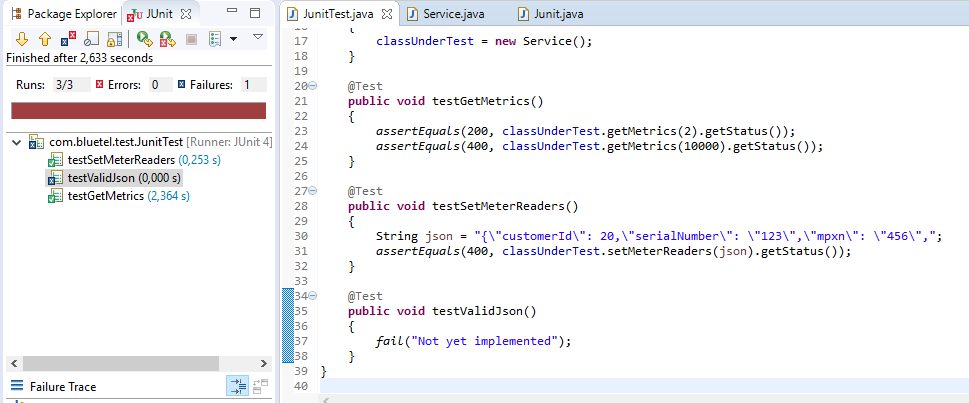 Package Explorer JUnit
Finished after 2,633 seconds
Runs: 3/3 Errors: 0 Failures: 1
com.bluetel.test.JunitTest [Runner: JUnit 4]
testSetMeterReaders (0,253 s)
testValidJson (0,000 s)
testGetMetrics (2,364 s)
Failure Trace
JunitTest.java Service.java Junit.java
{
17 classUnderTest = new Service();
18 }
19
20 @Test
21 public void testGetMetrics()
22 {
23 assertEquals(200, classUnderTest.getMetrics(2).getStatus());
24 assertEquals(400, classUnderTest.getMetrics(10000).getStatus());
25 }
26
27 @Test
28 public void testSetMeterReaders()
29 {
30 String json = "{\"customerId\": 20,\"serialNumber\": \"123\",\"mpxn\": \"456\",";
31 assertEquals(400, classUnderTest.setMeterReaders(json).getStatus());
32 }
33
34 @Test
35 public void testValidJson()
36 {
37 fail("Not yet implemented");
38 }
39 }
40